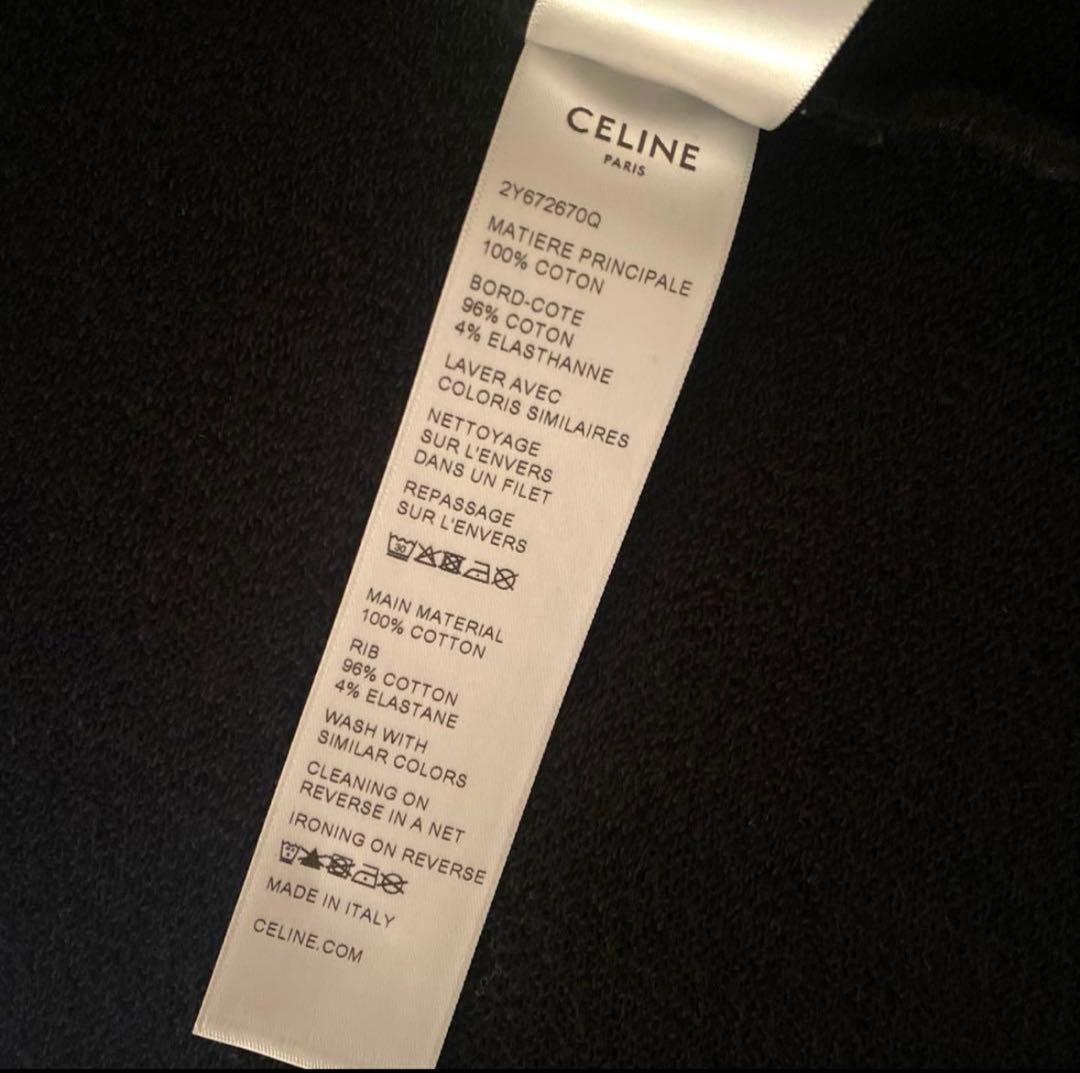 CELINE
PARIS
2Y672670Q
MATIERE PRINCIPALE
100% COTON
BORD-COTE
96% COTON
4% ELASTHANNE
LAVER AVEC
COLORIS SIMILAIRES
NETTOYAGE
SUR L'ENVERS
DANS UN FILET
REPASSAGE
SUR L'ENVERS
30
MAIN MATERIAL
100% COTTON
RIB
96% COTTON
4% ELASTANE
WASH WITH
SIMILAR COLORS
CLEANING ON
REVERSE IN A NET
IRONING ON REVERSE
MADE IN ITALY
CELINE.COM